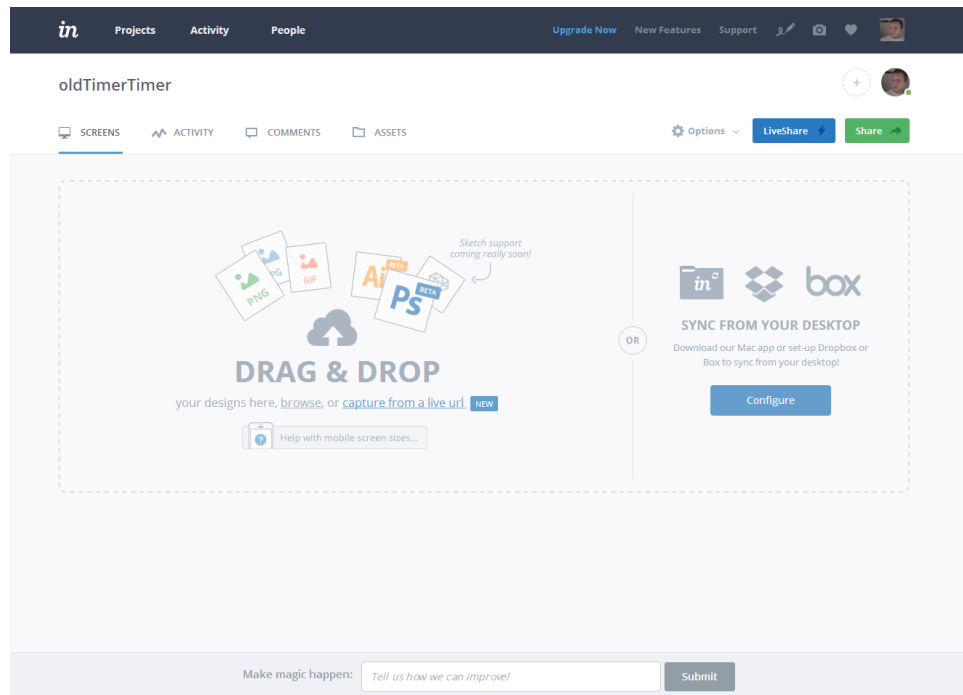 in Projects Activity People Upgrade Now New Features Support
oldTimerTimer
+
SCREENS ACTIVITY COMMENTS ASSETS Options LiveShare Share
Sketch support
coming really soon!
PNG
GIF
Ai BETA
Ps BETA
DRAG & DROP
your designs here, browse, or capture from a live url NEW
? Help with mobile screen sizes...
OR
in box
SYNC FROM YOUR DESKTOP
Download our Mac app or set-up Dropbox or
Box to sync from your desktop!
Configure
Make magic happen: Tell us how we can improve! Submit